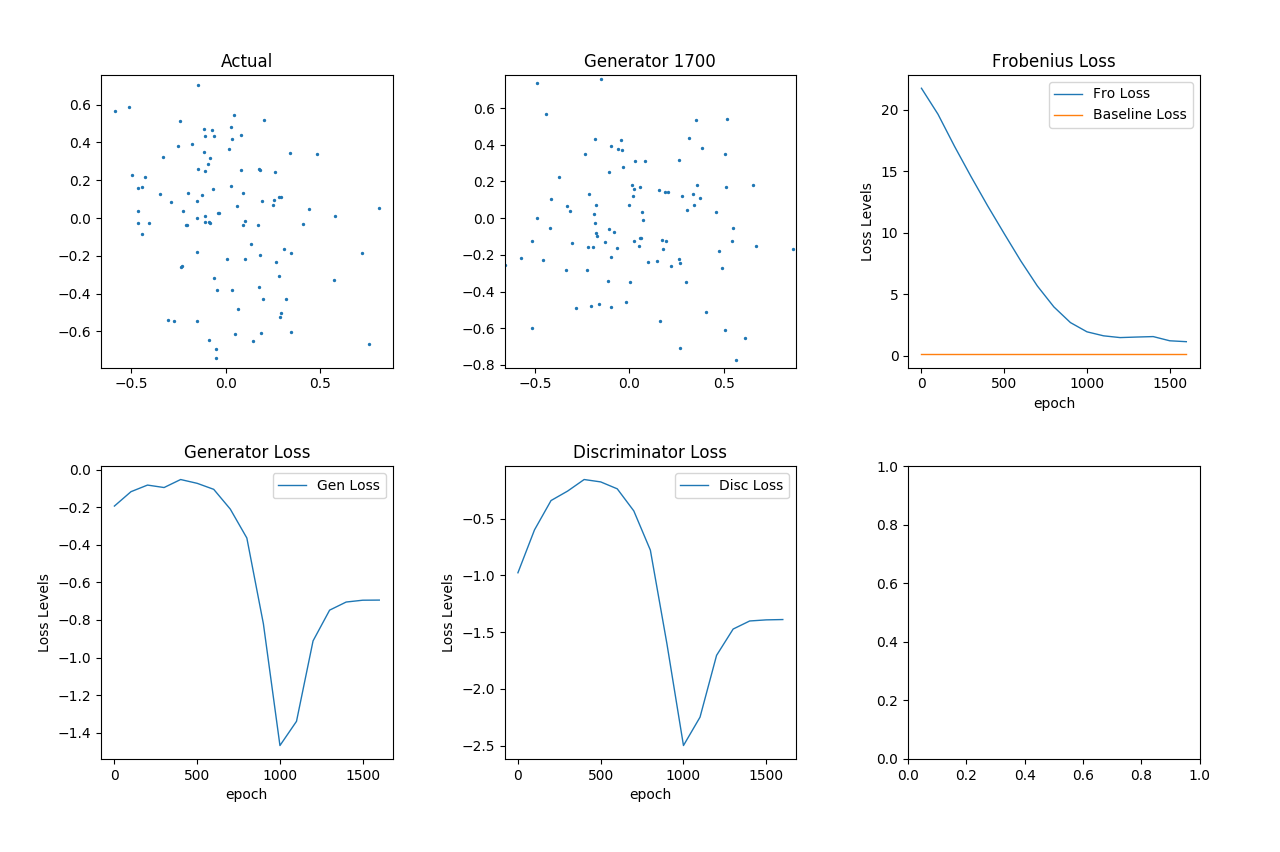 Actual
0.6
0.4
0.2
0.0
−0.2
−0.4
−0.6
−0.5 0.0 0.5
Generator 1700
0.6
0.4
0.2
0.0
−0.2
−0.4
−0.6
−0.8
−0.5 0.0 0.5
Frobenius Loss
Fro Loss
Baseline Loss
Loss Levels
20
15
10
5
0
0 500 1000 1500
epoch
Generator Loss
Gen Loss
Loss Levels
0.0
−0.2
−0.4
−0.6
−0.8
−1.0
−1.2
−1.4
0 500 1000 1500
epoch
Discriminator Loss
Disc Loss
Loss Levels
−0.5
−1.0
−1.5
−2.0
−2.5
0 500 1000 1500
epoch
1.0
0.8
0.6
0.4
0.2
0.0
0.0 0.2 0.4 0.6 0.8 1.0